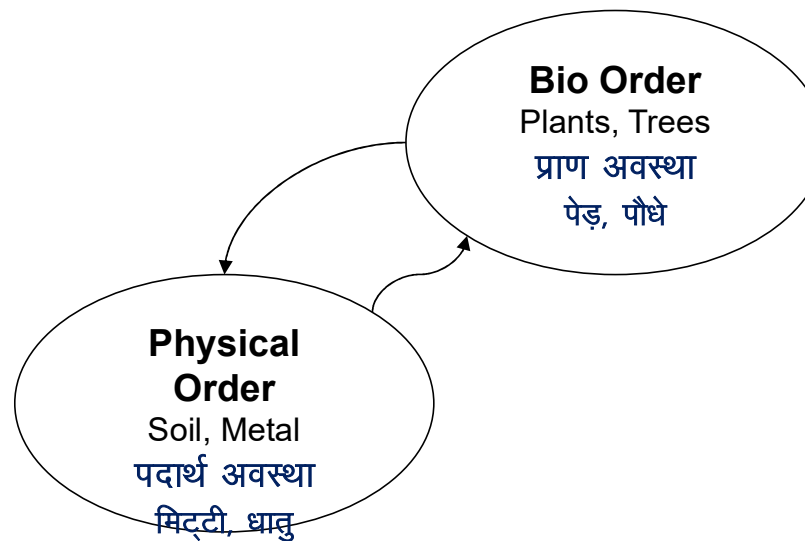 Bio Order
Plants, Trees
प्राण अवस्था
पेड़, पौधे
Physical
Order
Soil, Metal
पदार्थ अवस्था
मिट्टी, धातु